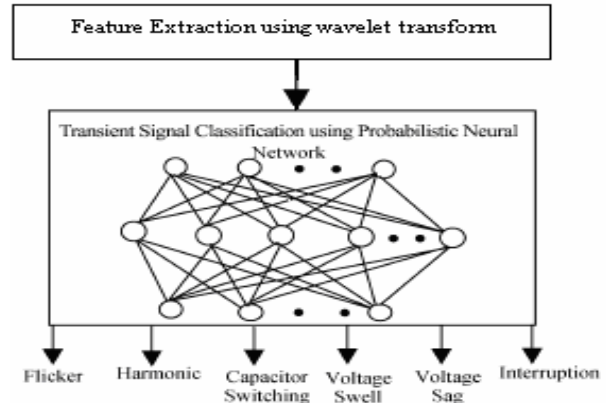 Feature Extraction using wavelet transform
Transient Signal Classification using Probabilistic Neural
Network
Flicker Harmonic Capacitor Voltage Voltage Interruption
Switching Swell Sag